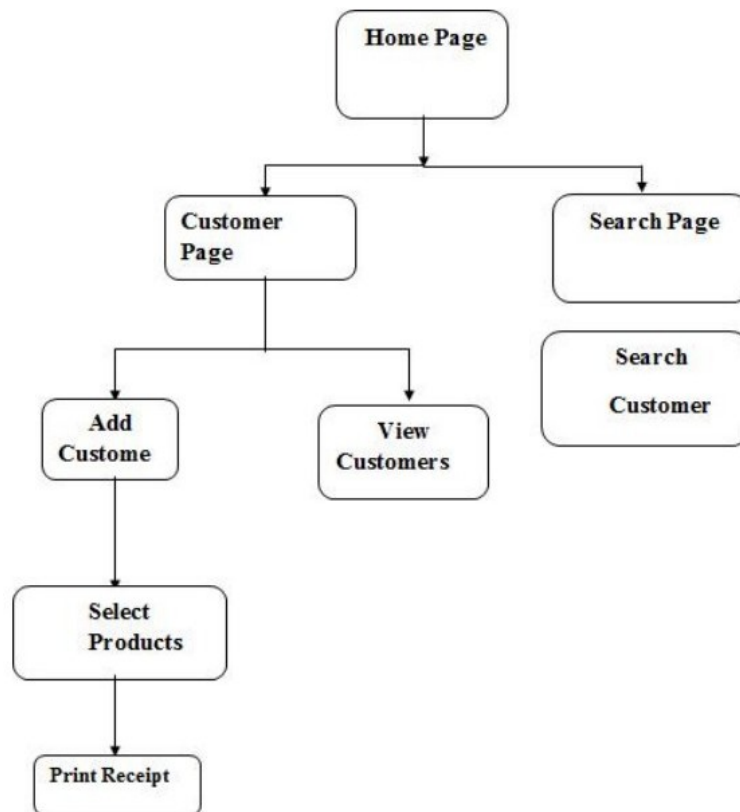 Home Page
Customer
Page
Search Page
Search
Customer
Add
Custome
View
Customers
Select
Products
Print Receipt